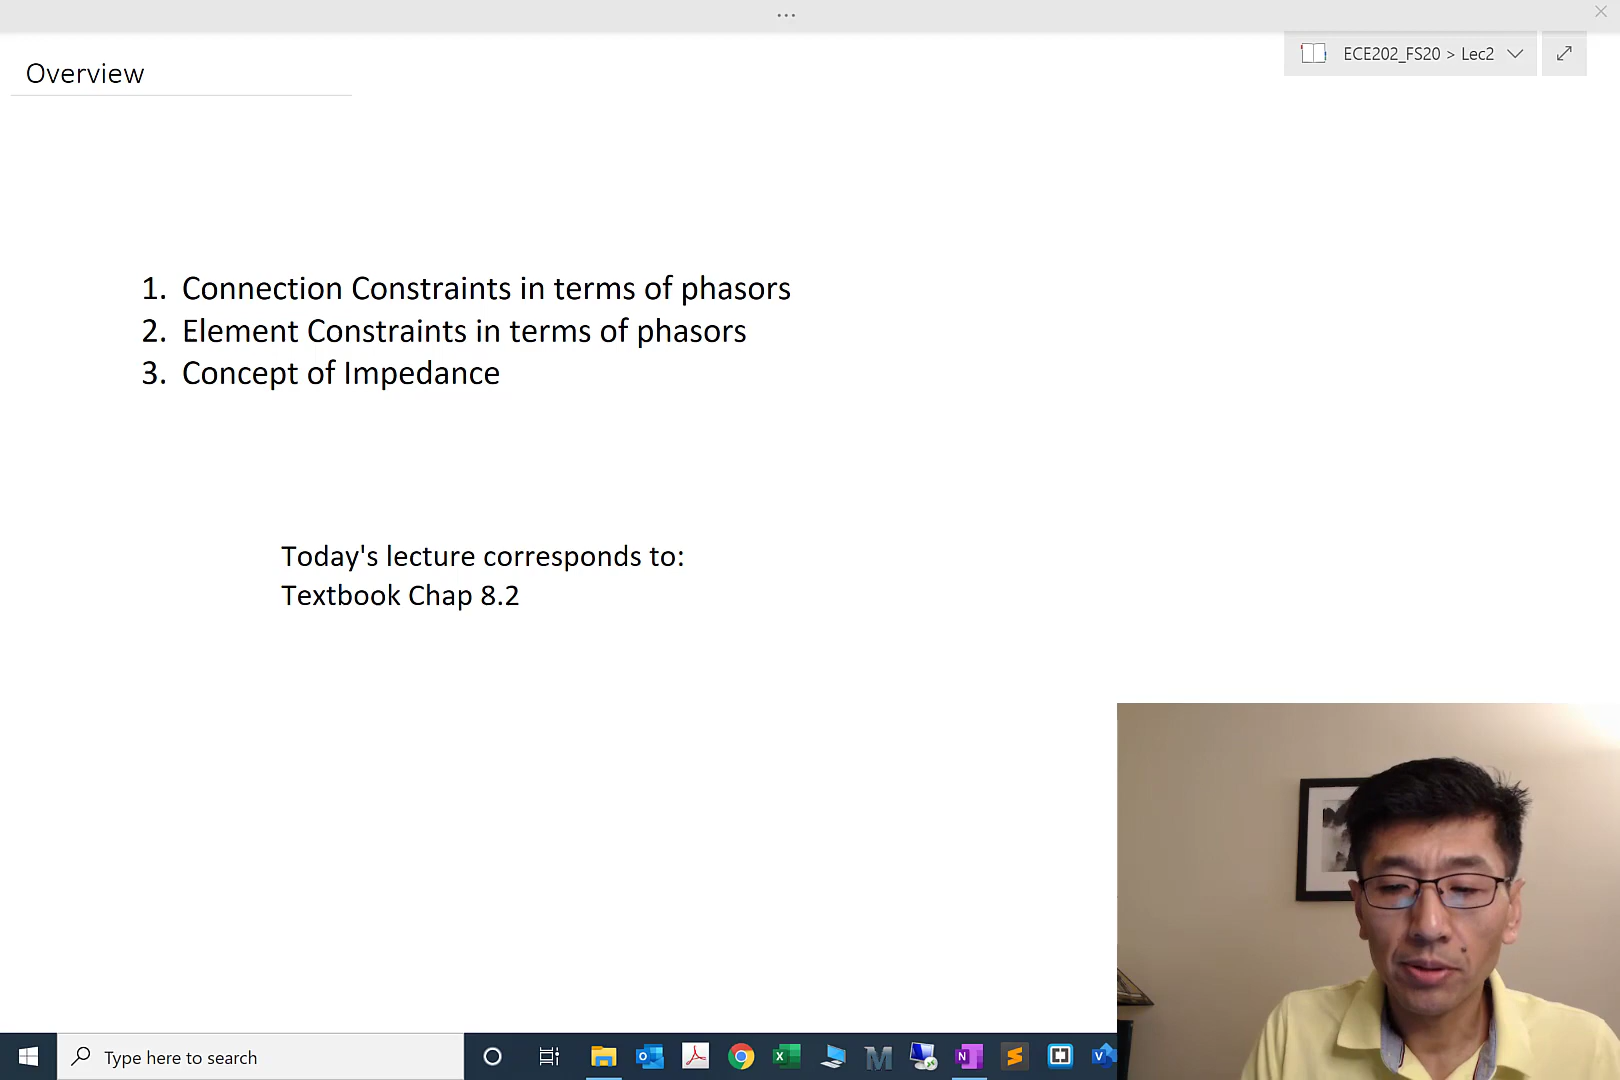 ...
Overview
ECE202_FS20 > Lec2
1. Connection Constraints in terms of phasors
2. Element Constraints in terms of phasors
3. Concept of Impedance
Today's lecture corresponds to:
Textbook Chap 8.2
Type here to search